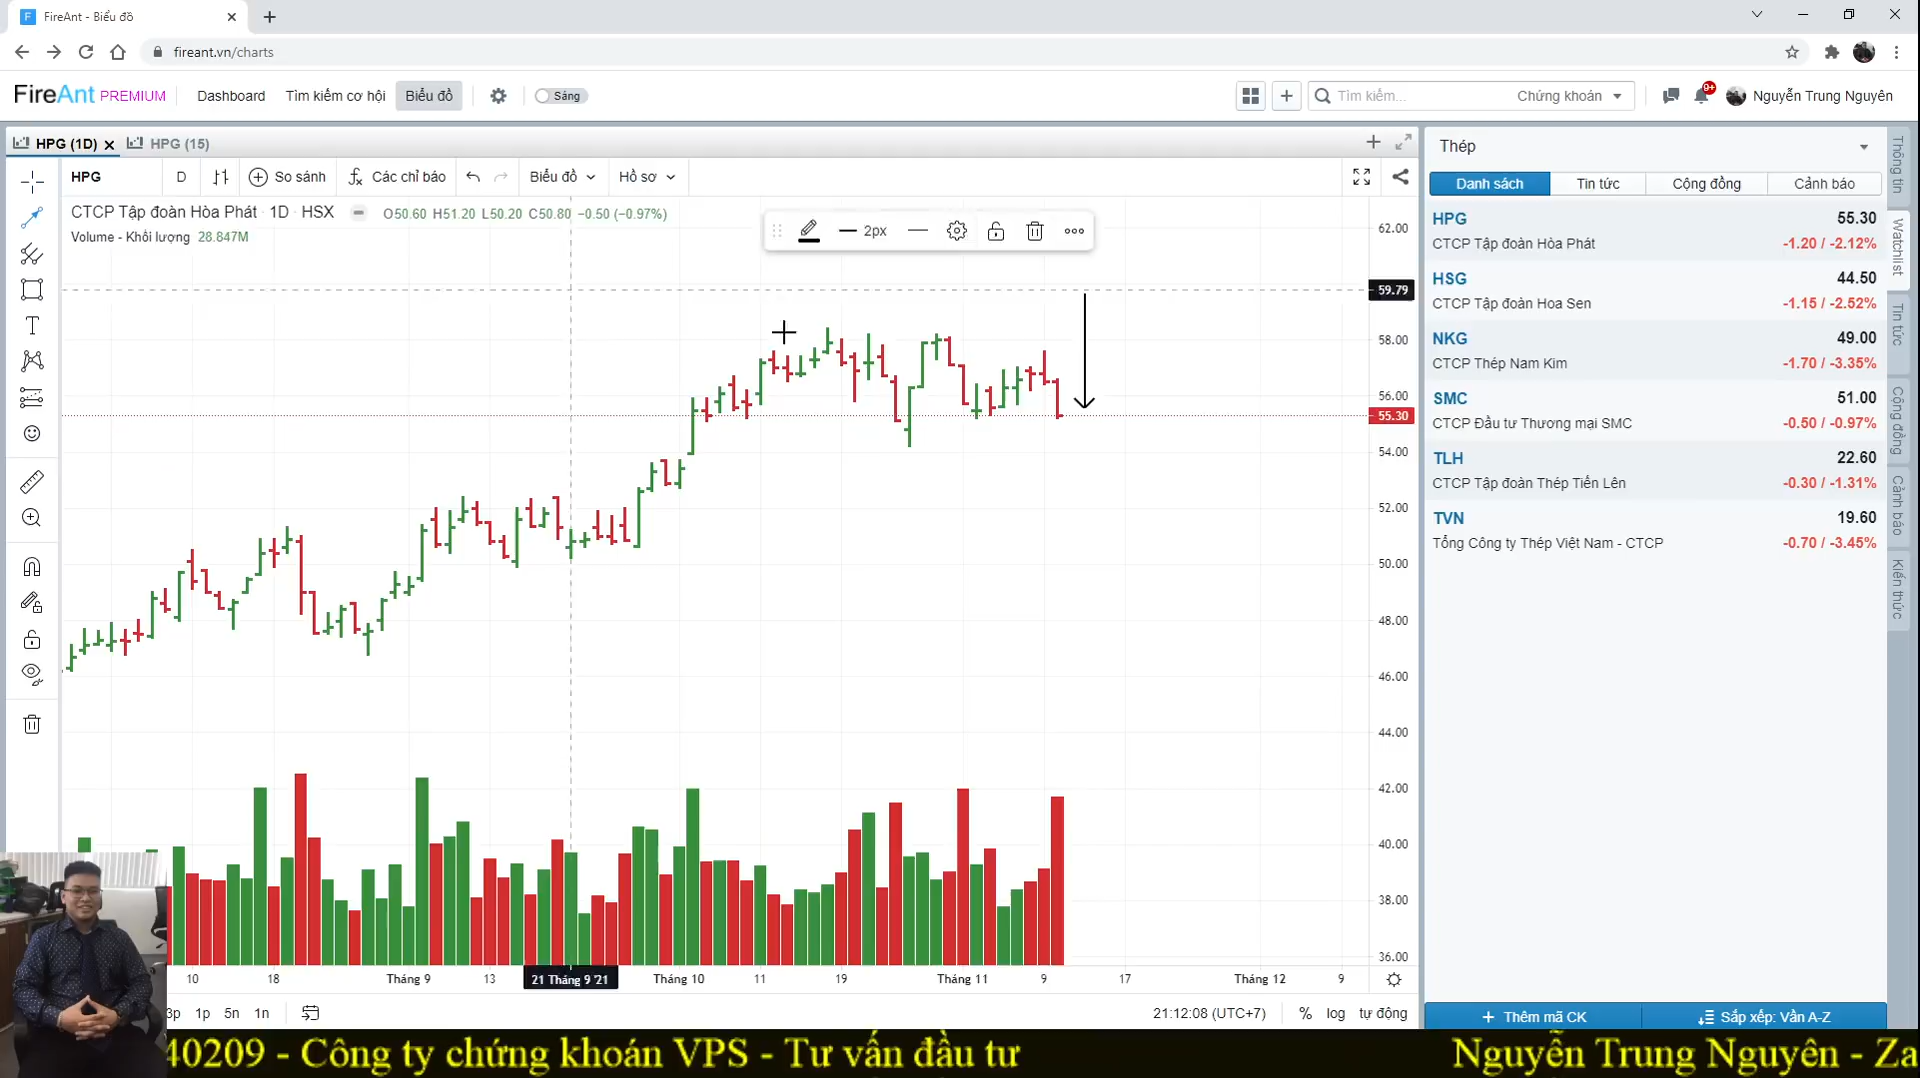 FireAnt - Biểu đồ
fireant.vn/charts
FireAnt PREMIUM
Dashboard
Tìm kiếm cơ hội
Biểu đồ
Sáng
Tìm kiếm...
Chứng khoán
9+
Nguyễn Trung Nguyên
HPG (1D)
HPG (15)
HPG
D
So sánh
Các chỉ báo
Biểu đồ
Hồ sơ
CTCP Tập đoàn Hòa Phát · 1D · HSX
O50.60 H51.20 L50.20 C50.80 −0.50 (−0.97%)
Volume - Khối lượng 28.847M
2px
62.00
59.79
58.00
56.00
55.30
54.00
52.00
50.00
48.00
46.00
44.00
42.00
40.00
38.00
36.00
10
18
Tháng 9
13
21 Tháng 9 '21
Tháng 10
11
19
Tháng 11
9
17
Tháng 12
9
3p
1p
5n
1n
21:12:08 (UTC+7)
%
log
tự động
Thép
Danh sách
Tin tức
Cộng đồng
Cảnh báo
HPG 55.30
CTCP Tập đoàn Hòa Phát -1.20 / -2.12%
HSG 44.50
CTCP Tập đoàn Hoa Sen -1.15 / -2.52%
NKG 49.00
CTCP Thép Nam Kim -1.70 / -3.35%
SMC 51.00
CTCP Đầu tư Thương mại SMC -0.50 / -0.97%
TLH 22.60
CTCP Tập đoàn Thép Tiến Lên -0.30 / -1.31%
TVN 19.60
Tổng Công ty Thép Việt Nam - CTCP -0.70 / -3.45%
Thêm mã CK
Sắp xếp: Vần A-Z
Thông tin
Watchlist
Tin tức
Cộng đồng
Cảnh báo
Kiến thức
40209 - Công ty chứng khoán VPS - Tư vấn đầu tư
Nguyễn Trung Nguyên - Za